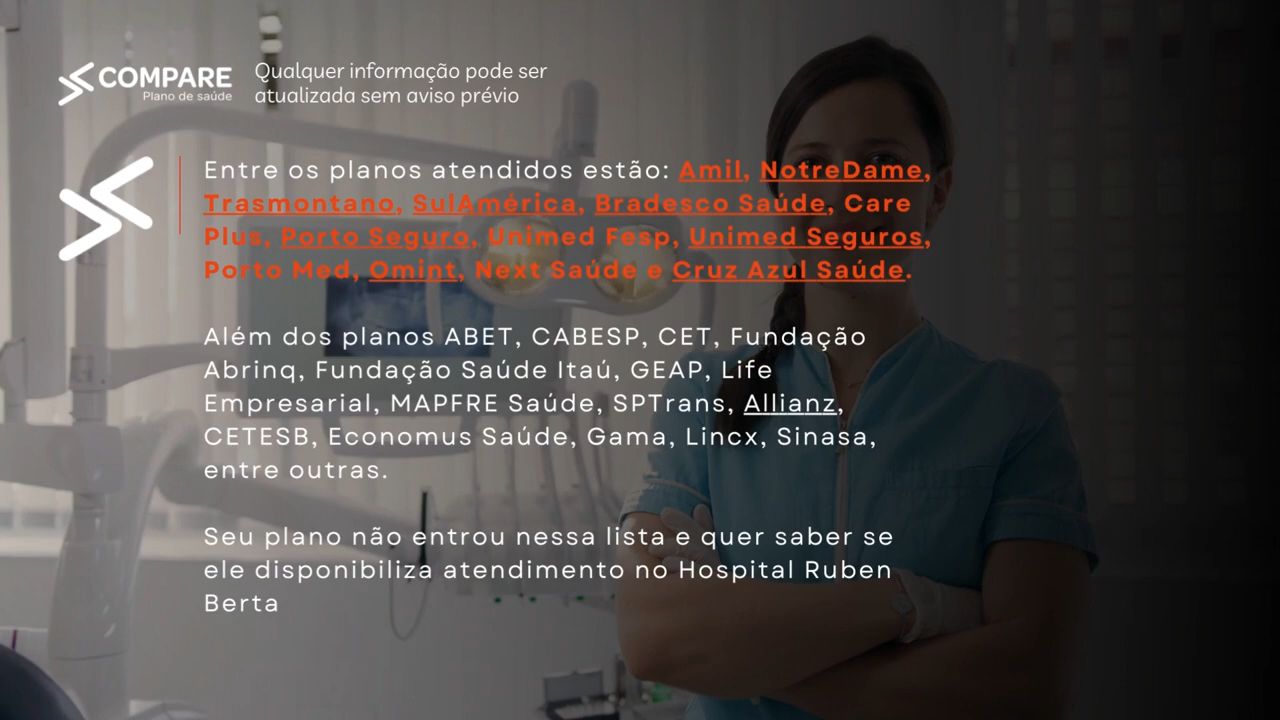 COMPARE
Plano de saúde
Qualquer informação pode ser
atualizada sem aviso prévio
Entre os planos atendidos estão: Amil, NotreDame,
Trasmontano, SulAmérica, Bradesco Saúde, Care
Plus, Porto Seguro, Unimed Fesp, Unimed Seguros,
Porto Med, Omint, Next Saúde e Cruz Azul Saúde.
Além dos planos ABET, CABESP, CET, Fundação
Abrinq, Fundação Saúde Itaú, GEAP, Life
Empresarial, MAPFRE Saúde, SPTrans, Allianz,
CETESB, Economus Saúde, Gama, Lincx, Sinasa,
entre outras.
Seu plano não entrou nessa lista e quer saber se
ele disponibiliza atendimento no Hospital Ruben
Berta